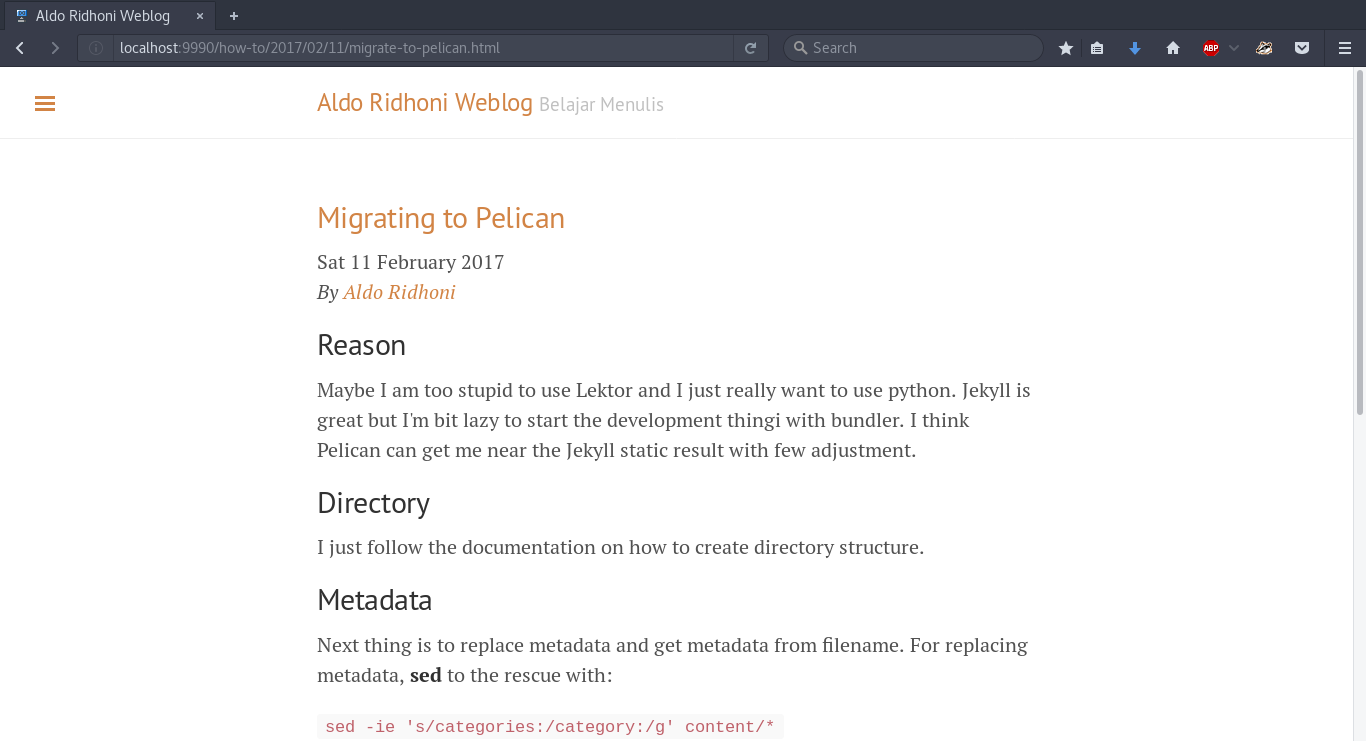 Aldo Ridhoni Weblog
localhost:9990/how-to/2017/02/11/migrate-to-pelican.html
Search
ABP
Aldo Ridhoni Weblog Belajar Menulis
Migrating to Pelican
Sat 11 February 2017
By Aldo Ridhoni
Reason
Maybe I am too stupid to use Lektor and I just really want to use python. Jekyll is
great but I'm bit lazy to start the development thingi with bundler. I think
Pelican can get me near the Jekyll static result with few adjustment.
Directory
I just follow the documentation on how to create directory structure.
Metadata
Next thing is to replace metadata and get metadata from filename. For replacing
metadata, sed to the rescue with:
sed -ie 's/categories:/category:/g' content/*